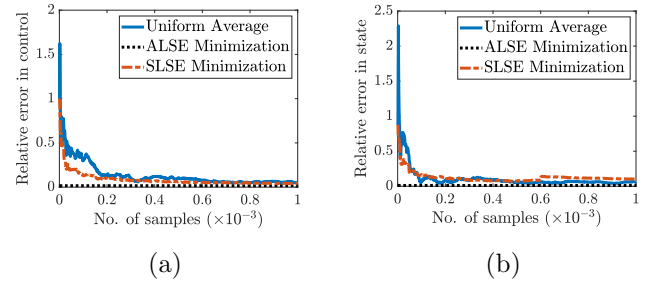 2
1.5
1
0.5
0
Relative error in control
Uniform Average
ALSE Minimization
SLSE Minimization
0 0.2 0.4 0.6 0.8 1
No. of samples (×10⁻³)
(a)
2.5
2
1.5
1
0.5
0
Relative error in state
Uniform Average
ALSE Minimization
SLSE Minimization
0 0.2 0.4 0.6 0.8 1
No. of samples (×10⁻³)
(b)